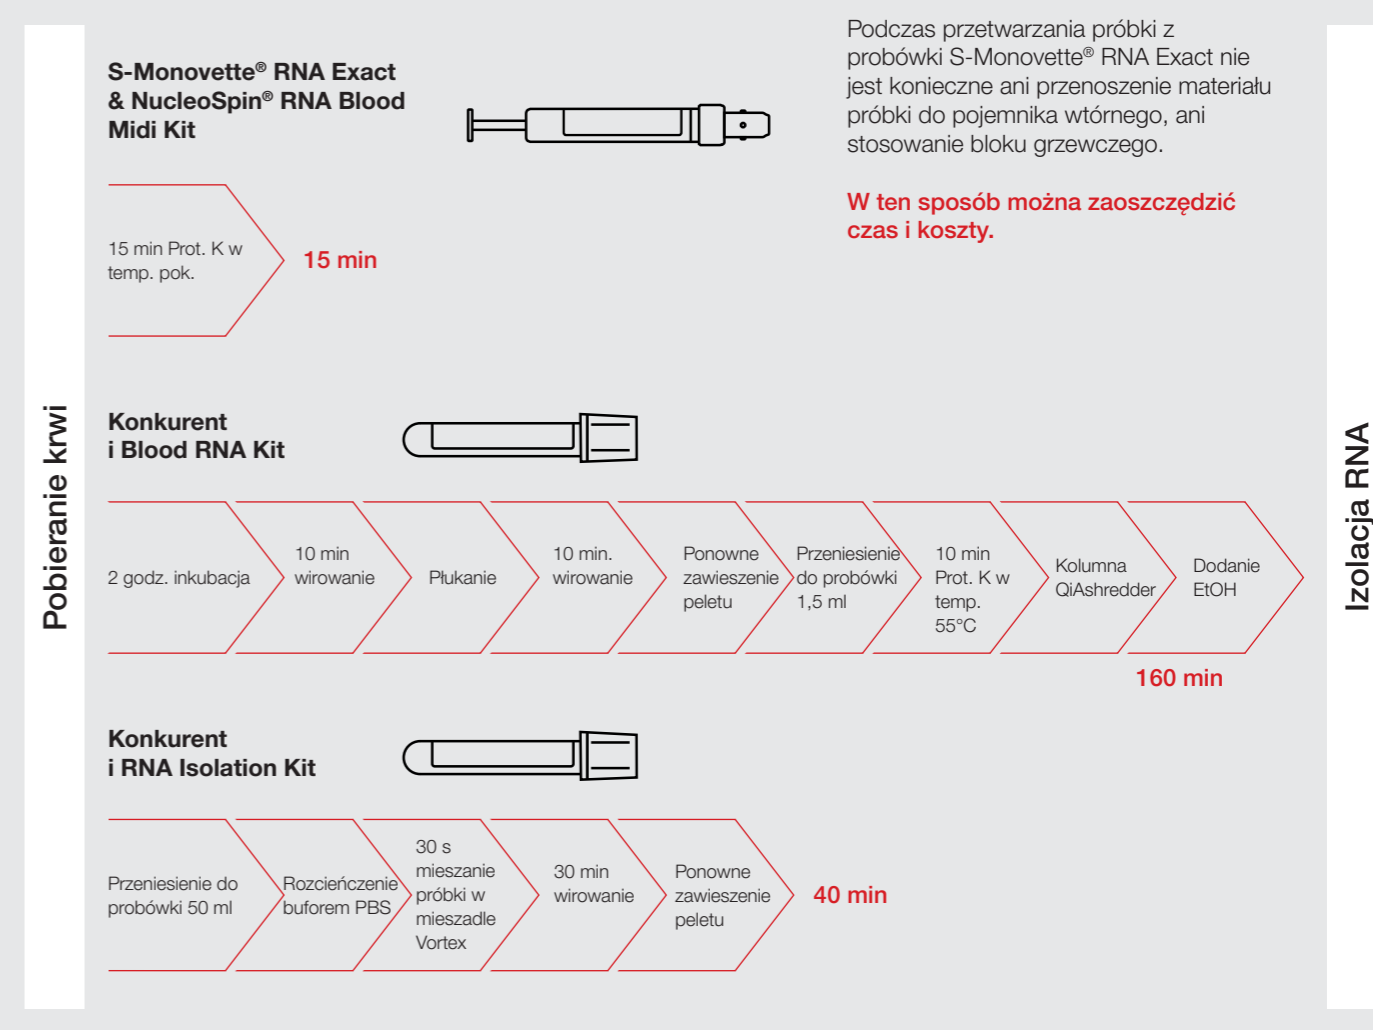 Pobieranie krwi
S-Monovette® RNA Exact
& NucleoSpin® RNA Blood
Midi Kit
Podczas przetwarzania próbki z
probówki S-Monovette® RNA Exact nie
jest konieczne ani przenoszenie materiału
próbki do pojemnika wtórnego, ani
stosowanie bloku grzewczego.
W ten sposób można zaoszczędzić
czas i koszty.
15 min Prot. K w
temp. pok.
15 min
Konkurent
i Blood RNA Kit
2 godz. inkubacja
10 min
wirowanie
Płukanie
10 min.
wirowanie
Ponowne
zawieszenie
peletu
Przeniesienie
do probówki
1,5 ml
10 min
Prot. K w
temp.
55°C
Kolumna
QiAshredder
Dodanie
EtOH
160 min
Konkurent
i RNA Isolation Kit
Przeniesienie do
probówki 50 ml
Rozcieńczenie
buforem PBS
30 s
mieszanie
próbki w
mieszadle
Vortex
30 min
wirowanie
Ponowne
zawieszenie
peletu
40 min
Izolacja RNA